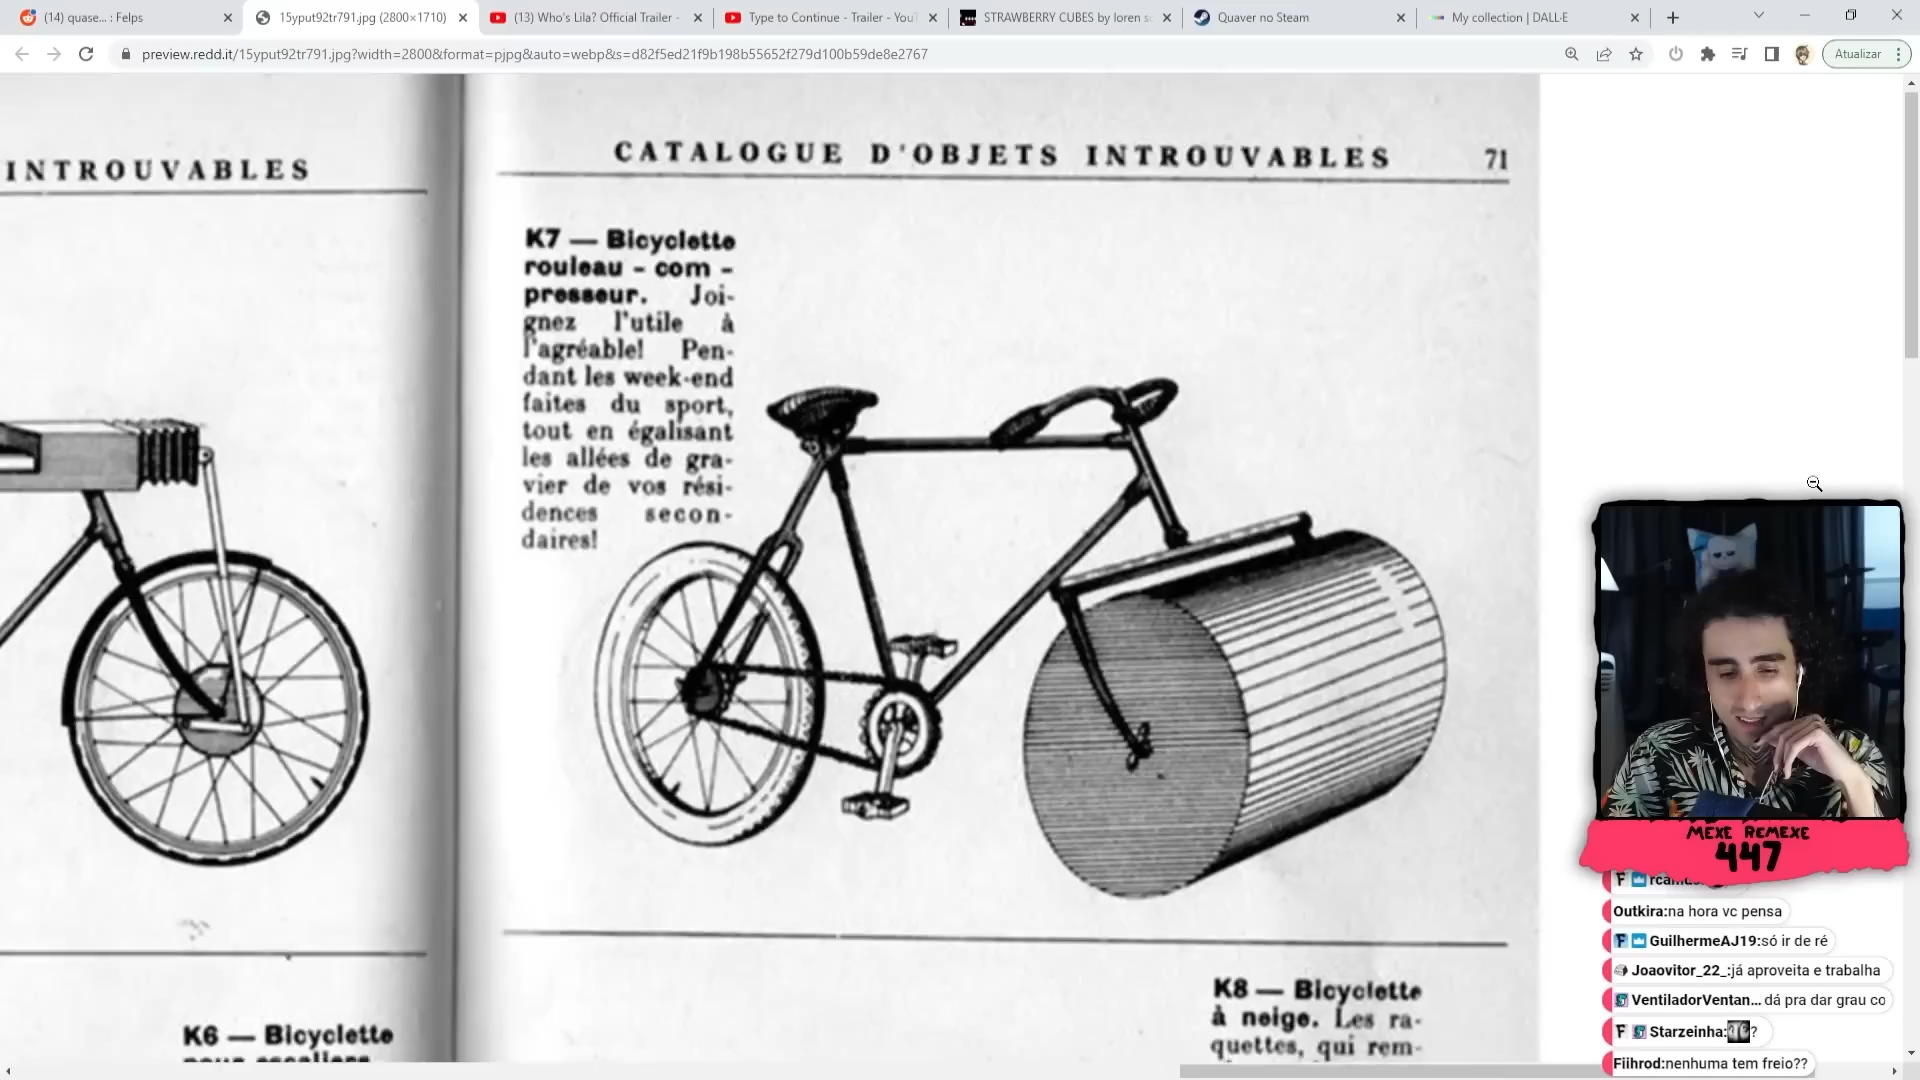 (14) quase... : Felps
15yput92tr791.jpg (2800×1710)
(13) Who's Lila? Official Trailer -
Type to Continue - Trailer - You
STRAWBERRY CUBES by loren s
Quaver no Steam
My collection | DALL·E
preview.redd.it/15yput92tr791.jpg?width=2800&format=pjpg&auto=webp&s=d82f5ed21f9b198b55652f279d100b59de8e2767
Atualizar
INTROUVABLES
CATALOGUE D'OBJETS INTROUVABLES 71
K7 — Bicyclette
rouleau - com -
presseur. Joi-
gnez l'utile à
l'agréable! Pen-
dant les week-end
faites du sport,
tout en égalisant
les allées de gra-
vier de vos rési-
dences secon-
daires!
K6 — Bicyclette
K8 — Bicyclette
à neige. Les ra-
quettes, qui rem-
MEXE REMEXE
447
Outkira:na hora vc pensa
GuilhermeAJ19:só ir de ré
Joaovitor_22_:já aproveita e trabalha
VentiladorVentan... dá pra dar grau co
Starzeinha: ?
Fiihrod:nenhuma tem freio??